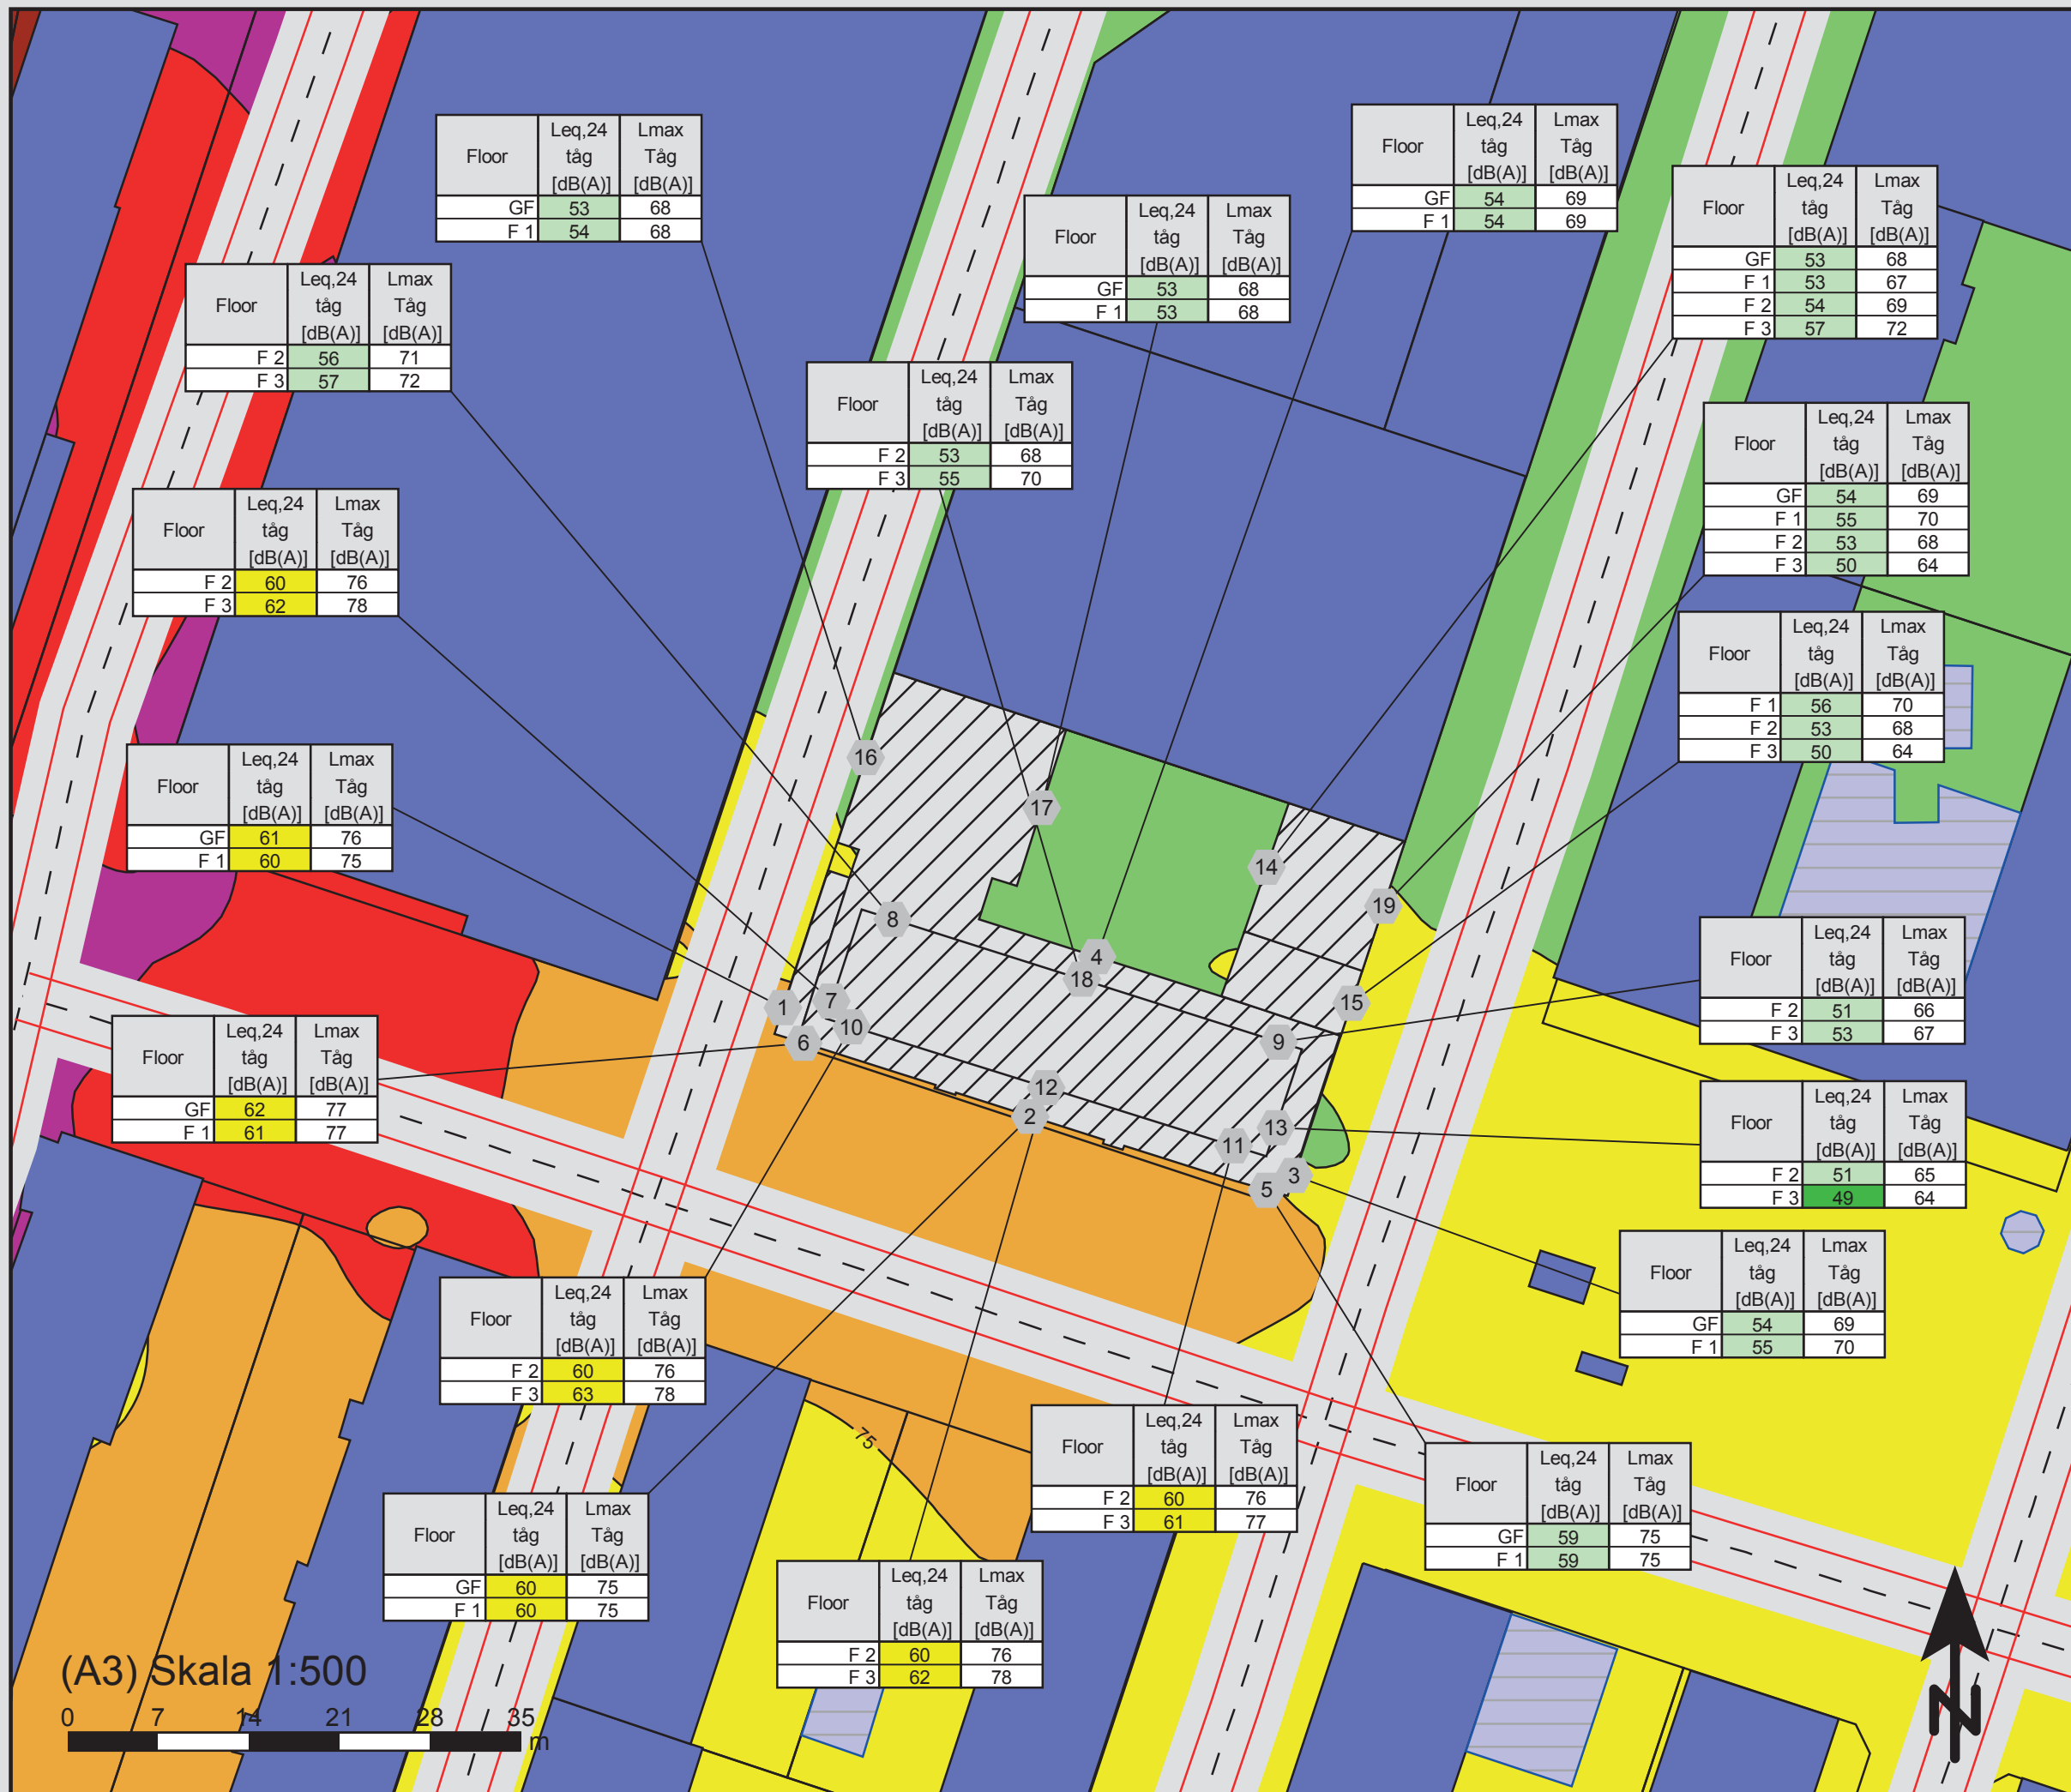 Floor Leq,24 tåg [dB(A)] Lmax Tåg [dB(A)]
GF 53 68
F 1 54 68
Floor Leq,24 tåg [dB(A)] Lmax Tåg [dB(A)]
GF 54 69
F 1 54 69
Floor Leq,24 tåg [dB(A)] Lmax Tåg [dB(A)]
GF 53 68
F 1 53 67
F 2 54 69
F 3 57 72
Floor Leq,24 tåg [dB(A)] Lmax Tåg [dB(A)]
GF 53 68
F 1 53 68
Floor Leq,24 tåg [dB(A)] Lmax Tåg [dB(A)]
F 2 56 71
F 3 57 72
Floor Leq,24 tåg [dB(A)] Lmax Tåg [dB(A)]
F 2 53 68
F 3 55 70
Floor Leq,24 tåg [dB(A)] Lmax Tåg [dB(A)]
GF 54 69
F 1 55 70
F 2 53 68
F 3 50 64
Floor Leq,24 tåg [dB(A)] Lmax Tåg [dB(A)]
F 2 60 76
F 3 62 78
Floor Leq,24 tåg [dB(A)] Lmax Tåg [dB(A)]
F 1 56 70
F 2 53 68
F 3 50 64
Floor Leq,24 tåg [dB(A)] Lmax Tåg [dB(A)]
GF 61 76
F 1 60 75
16
17
14
19
8
4
18
15
1
7
10
6
9
12
2
13
11
3
5
Floor Leq,24 tåg [dB(A)] Lmax Tåg [dB(A)]
F 2 51 66
F 3 53 67
Floor Leq,24 tåg [dB(A)] Lmax Tåg [dB(A)]
GF 62 77
F 1 61 77
Floor Leq,24 tåg [dB(A)] Lmax Tåg [dB(A)]
F 2 51 65
F 3 49 64
Floor Leq,24 tåg [dB(A)] Lmax Tåg [dB(A)]
GF 54 69
F 1 55 70
Floor Leq,24 tåg [dB(A)] Lmax Tåg [dB(A)]
F 2 60 76
F 3 63 78
75
Floor Leq,24 tåg [dB(A)] Lmax Tåg [dB(A)]
F 2 60 76
F 3 61 77
Floor Leq,24 tåg [dB(A)] Lmax Tåg [dB(A)]
GF 59 75
F 1 59 75
Floor Leq,24 tåg [dB(A)] Lmax Tåg [dB(A)]
GF 60 75
F 1 60 75
Floor Leq,24 tåg [dB(A)] Lmax Tåg [dB(A)]
F 2 60 76
F 3 62 78
(A3) Skala 1:500
0 7 14 21 28 35
m
N